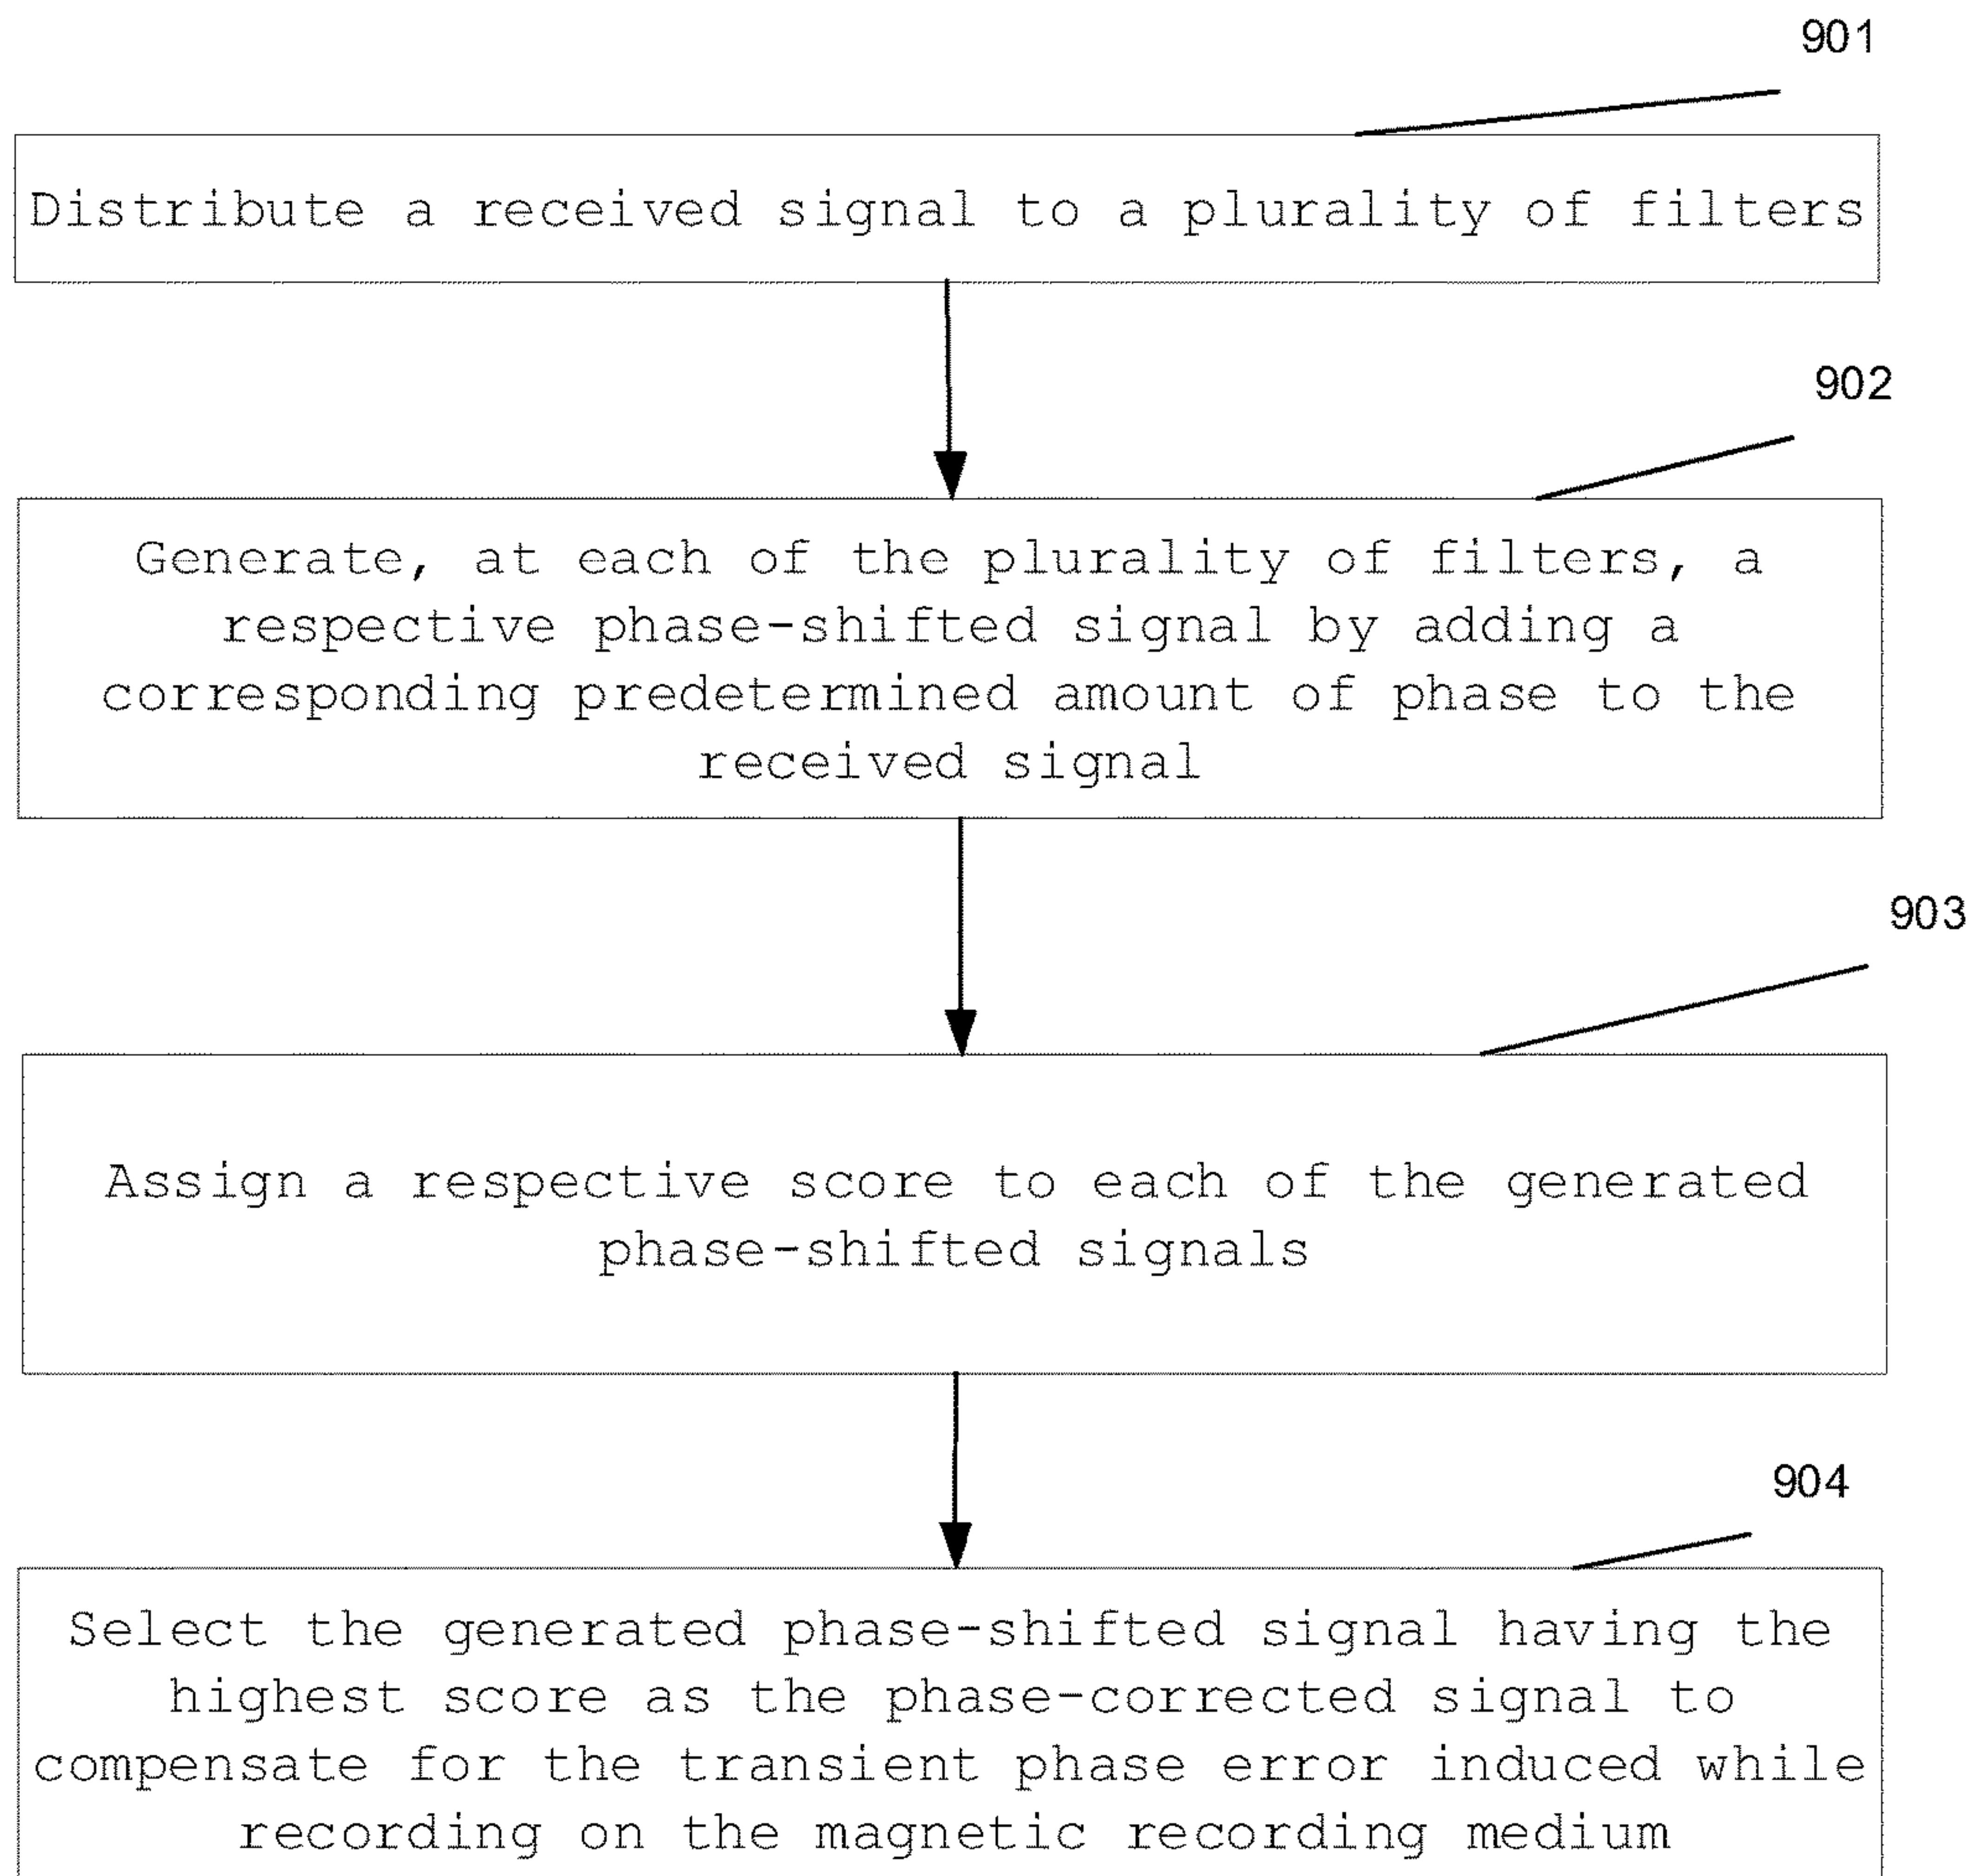 901
Distribute a received signal to a plurality of filters
902
Generate, at each of the plurality of filters, a
respective phase-shifted signal by adding a
corresponding predetermined amount of phase to the
received signal
903
Assign a respective score to each of the generated
phase-shifted signals
904
Select the generated phase-shifted signal having the
highest score as the phase-corrected signal to
compensate for the transient phase error induced while
recording on the magnetic recording medium